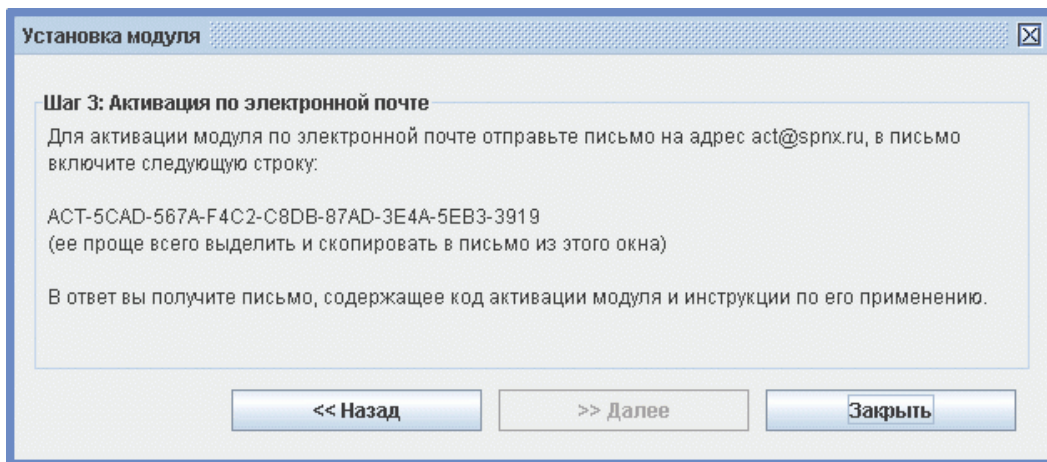 Установка модуля
Шаг 3: Активация по электронной почте
Для активации модуля по электронной почте отправьте письмо на адрес act@spnx.ru, в письмо
включите следующую строку:
ACT-5CAD-567A-F4C2-C8DB-87AD-3E4A-5EB3-3919
(ее проще всего выделить и скопировать в письмо из этого окна)
В ответ вы получите письмо, содержащее код активации модуля и инструкции по его применению.
<< Назад
>> Далее
Закрыть